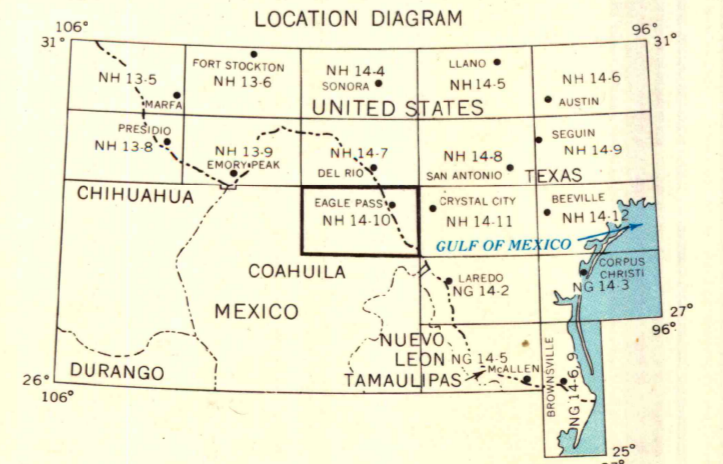 LOCATION DIAGRAM
106°
96°
31°
31°
NH 13-5
MARFA
FORT STOCKTON
NH 13-6
NH 14-4
SONORA
LLANO
NH 14-5
NH 14-6
AUSTIN
UNITED STATES
PRESIDIO
NH 13-8
NH 13-9
EMORY PEAK
NH 14-7
DEL RIO
NH 14-8
SAN ANTONIO
SEGUIN
NH 14-9
TEXAS
CHIHUAHUA
EAGLE PASS
NH 14-10
CRYSTAL CITY
NH 14-11
BEEVILLE
NH 14-12
GULF OF MEXICO
COAHUILA
LAREDO
NG 14-2
CORPUS
CHRISTI
NG 14-3
MEXICO
27°
96°
NUEVO
LEON
NG 14-5
McALLEN
TAMAULIPAS
BROWNSVILLE
NG 14-6, 9
DURANGO
26°
106°
25°